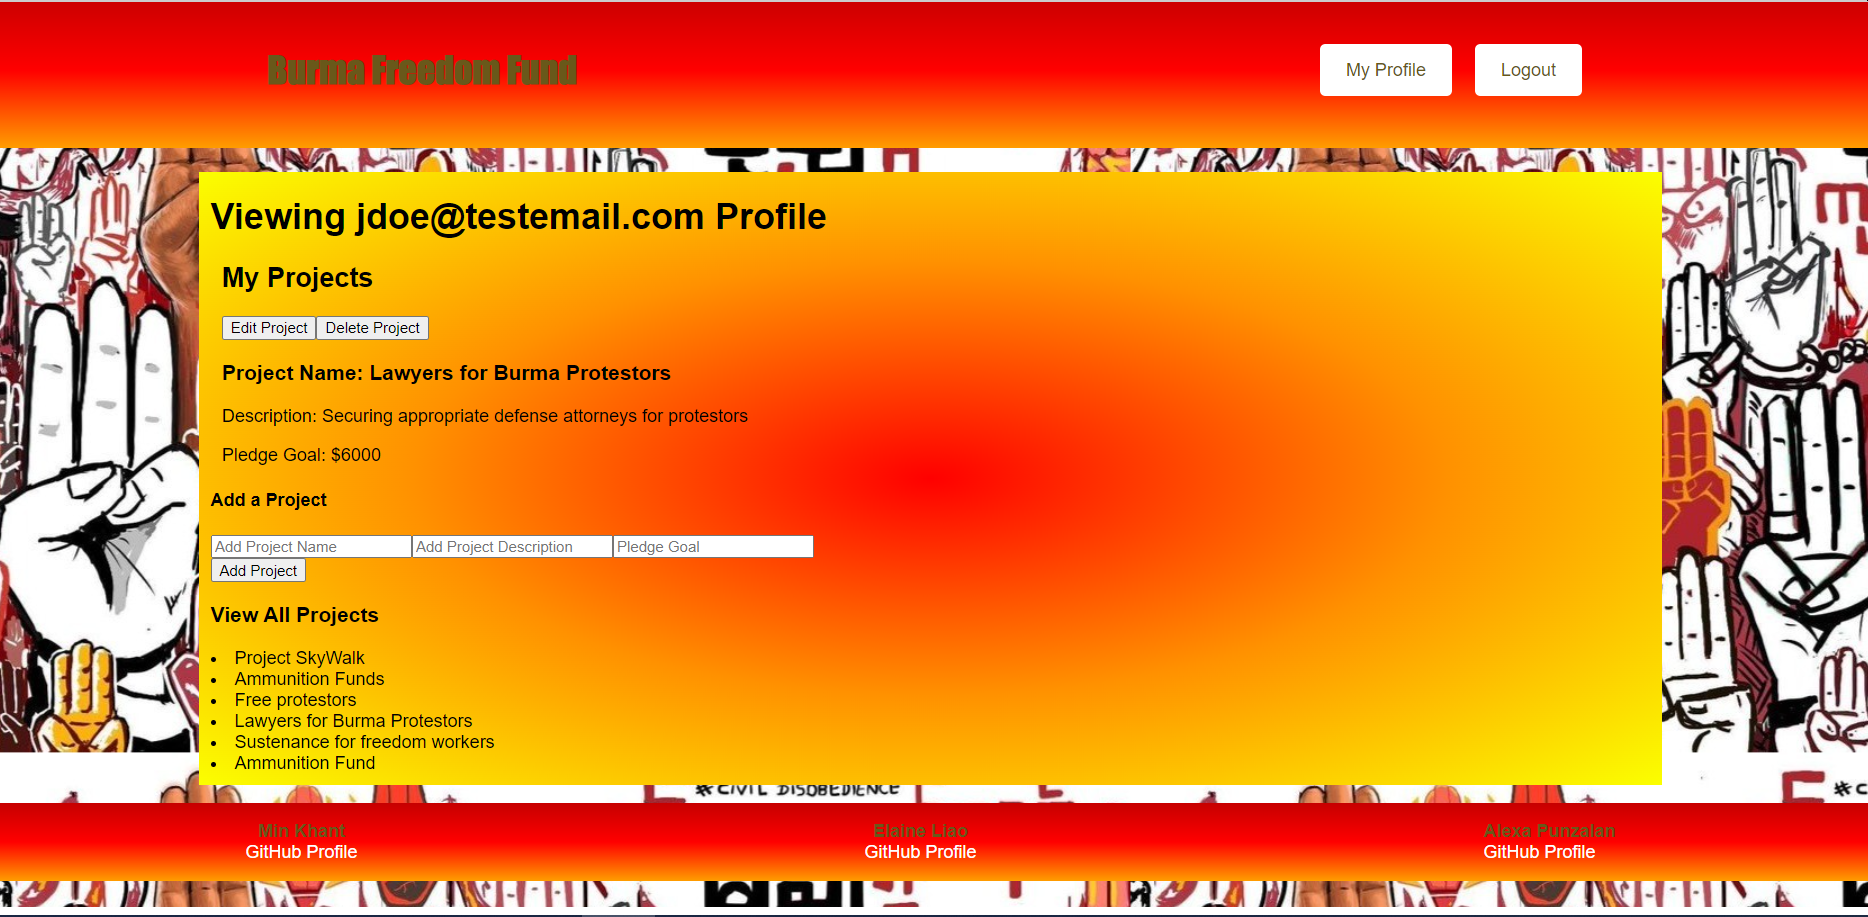 Burma Freedom Fund
My Profile
Logout
Viewing jdoe@testemail.com Profile
My Projects
Edit Project
Delete Project
Project Name: Lawyers for Burma Protestors
Description: Securing appropriate defense attorneys for protestors
Pledge Goal: $6000
Add a Project
Add Project Name
Add Project Description
Pledge Goal
Add Project
View All Projects
• Project SkyWalk
• Ammunition Funds
• Free protestors
• Lawyers for Burma Protestors
• Sustenance for freedom workers
• Ammunition Fund
#CIVIL DISOBEDIENCE
#C
Min Khant
GitHub Profile
Elaine Liao
GitHub Profile
Alexa Punzalan
GitHub Profile